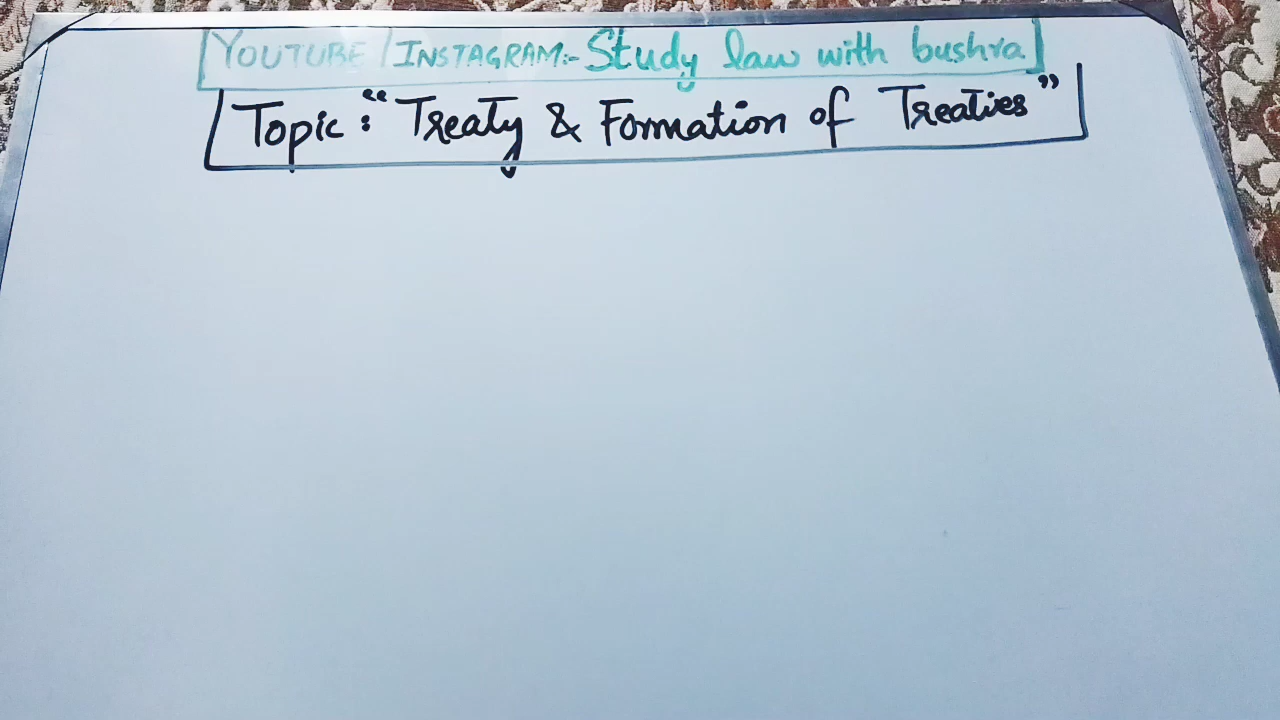 YOUTUBE / INSTAGRAM:- Study law with bushra
Topic : “ Treaty & Formation of Treaties ”